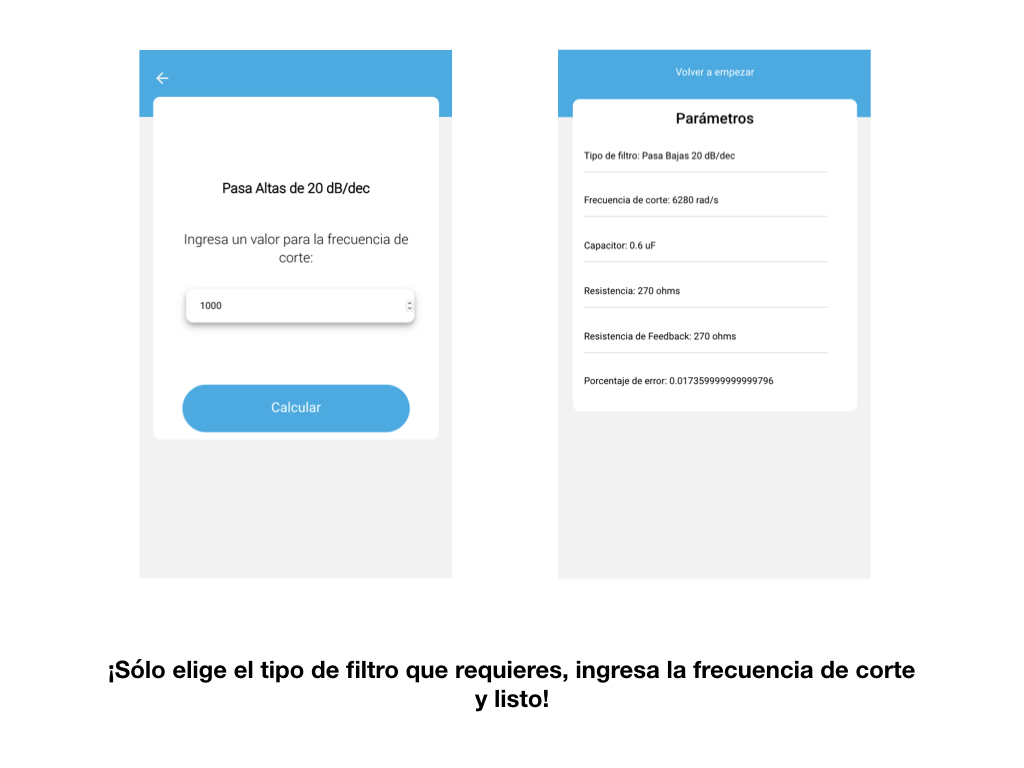 Pasa Altas de 20 dB/dec
Ingresa un valor para la frecuencia de
corte:
1000
Calcular
Volver a empezar
Parámetros
Tipo de filtro: Pasa Bajas 20 dB/dec
Frecuencia de corte: 6280 rad/s
Capacitor: 0.6 uF
Resistencia: 270 ohms
Resistencia de Feedback: 270 ohms
Porcentaje de error: 0.017359999999999796
¡Sólo elige el tipo de filtro que requieres, ingresa la frecuencia de corte
y listo!